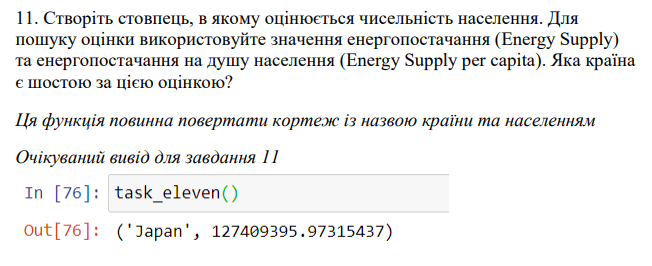 11. Створіть стовпець, в якому оцінюється чисельність населення. Для
пошуку оцінки використовуйте значення енергопостачання (Energy Supply)
та енергопостачання на душу населення (Energy Supply per capita). Яка країна
є шостою за цією оцінкою?
Ця функція повинна повертати кортеж із назвою країни та населенням
Очікуваний вивід для завдання 11
In [76]: task_eleven()
Out[76]: ('Japan', 127409395.97315437)